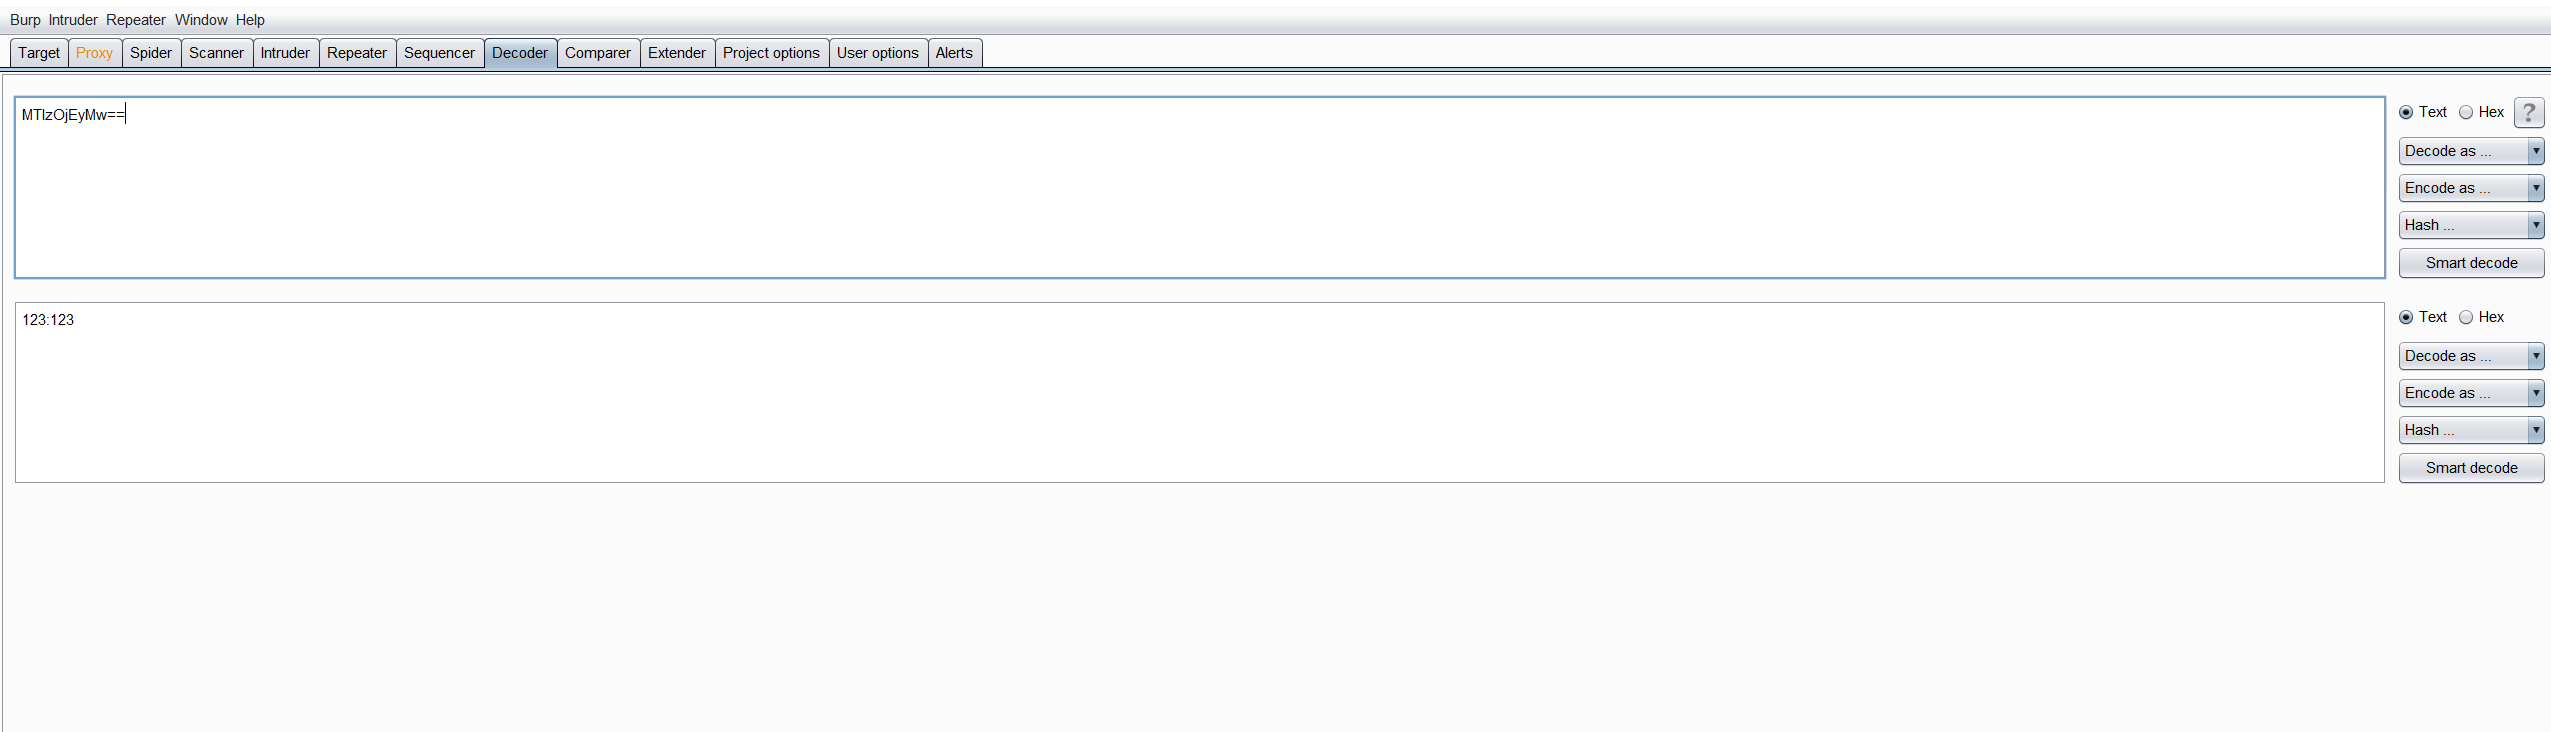 Burp Intruder Repeater Window Help
Target Proxy Spider Scanner Intruder Repeater Sequencer Decoder Comparer Extender Project options User options Alerts
MTIzOjEyMw==
Text Hex ?
Decode as ...
Encode as ...
Hash ...
Smart decode
123:123
Text Hex
Decode as ...
Encode as ...
Hash ...
Smart decode